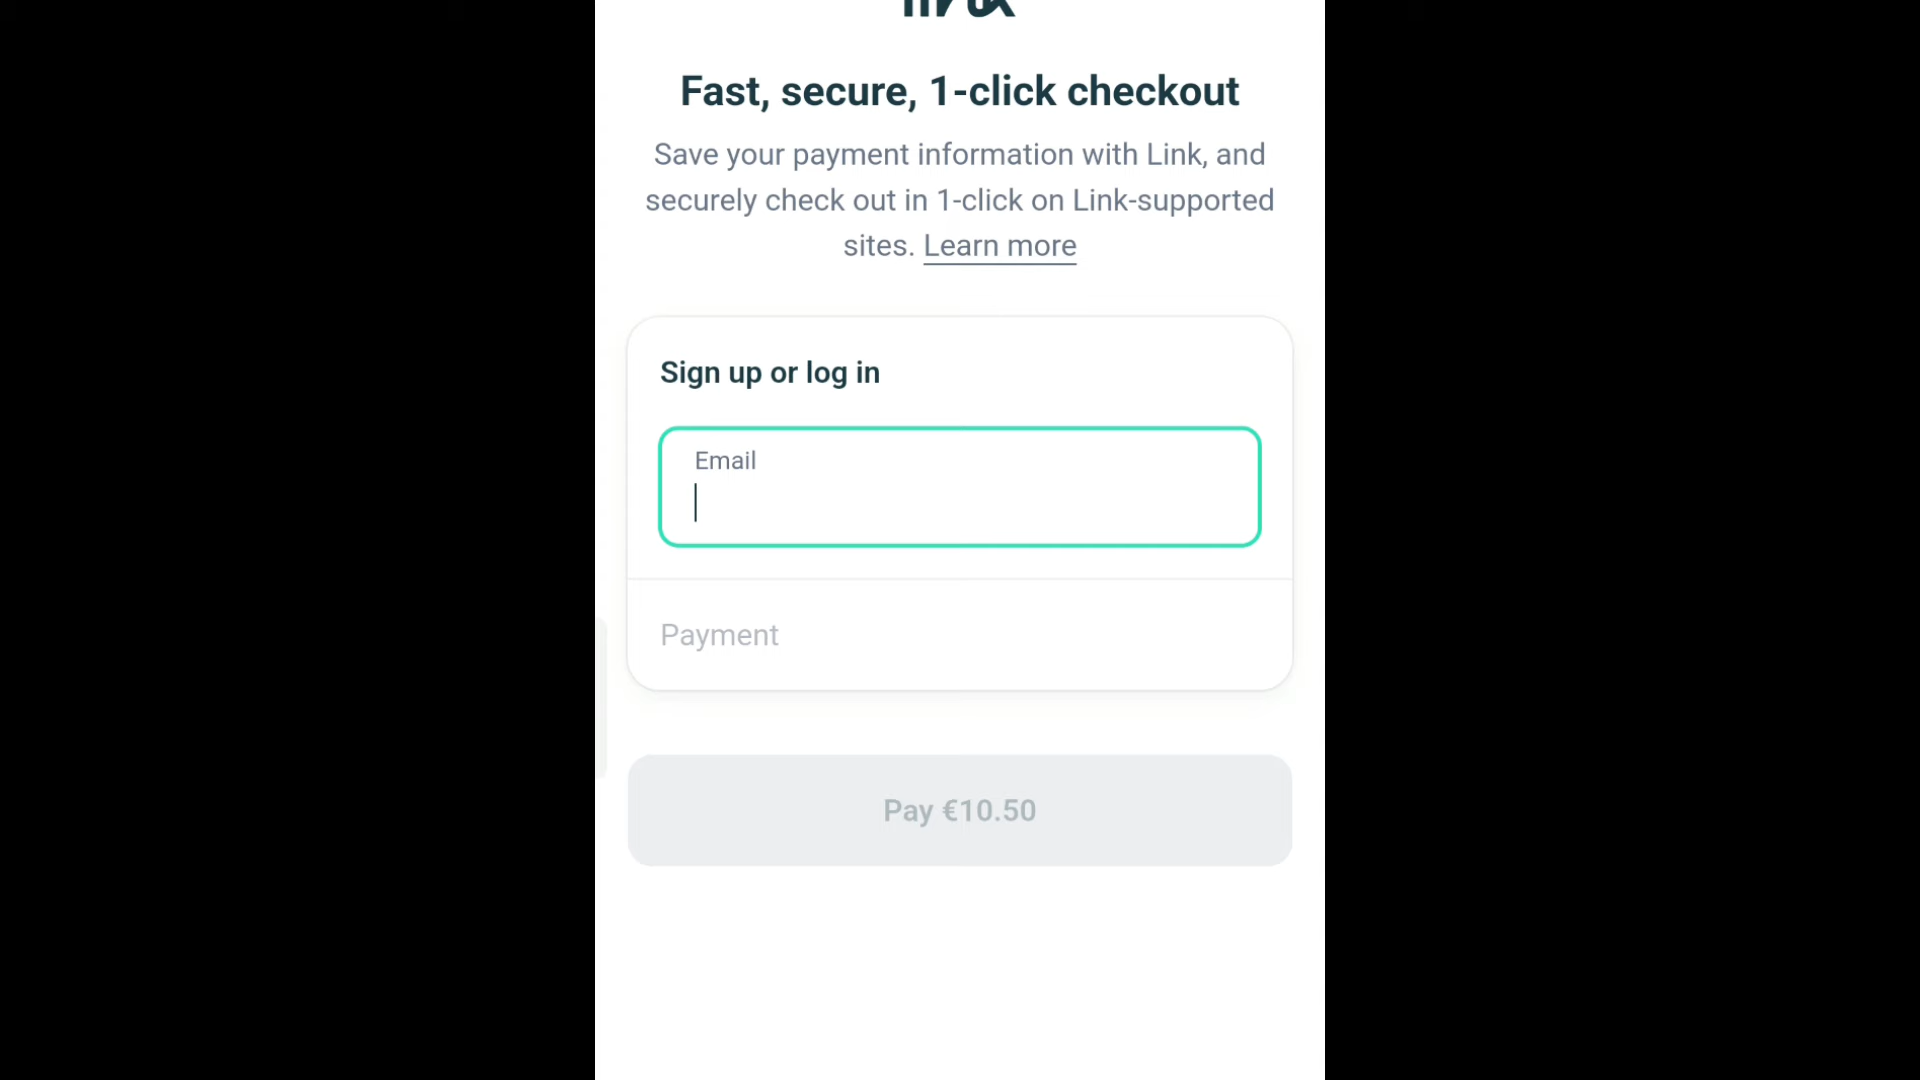 Fast, secure, 1-click checkout
Save your payment information with Link, and
securely check out in 1-click on Link-supported
sites. Learn more
Sign up or log in
Email
Payment
Pay €10.50